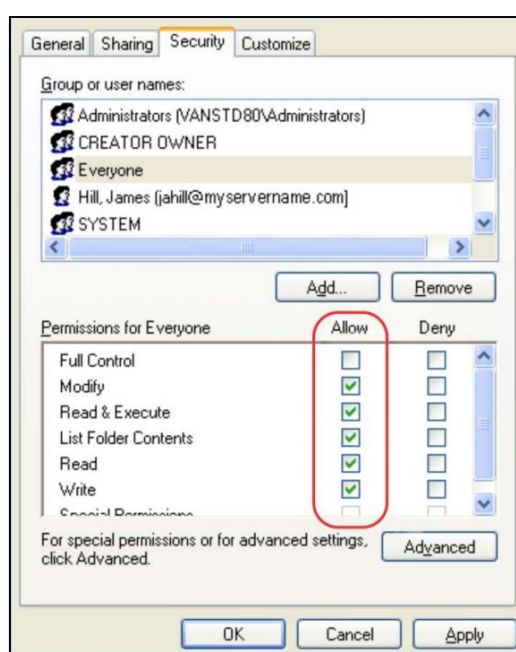 General Sharing Security Customize
Group or user names:
Administrators (VANSTD80\Administrators)
CREATOR OWNER
Everyone
Hill, James (jahill@myservername.com]
SYSTEM
Add... Remove
Permissions for Everyone Allow Deny
Full Control
Modify
Read & Execute
List Folder Contents
Read
Write
Special Permissions
For special permissions or for advanced settings,
click Advanced.
Advanced
OK Cancel Apply